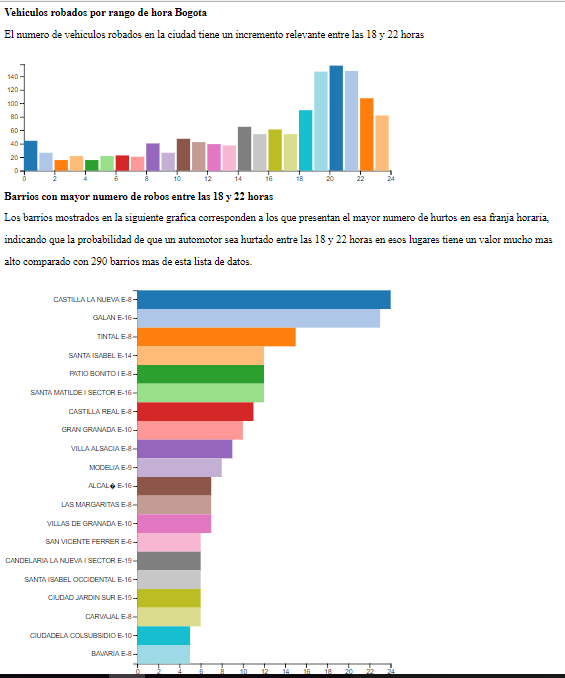 Vehiculos robados por rango de hora Bogota
El numero de vehiculos robados en la ciudad tiene un incremento relevante entre las 18 y 22 horas
140
120
100
80
60
40
20
0
0 2 4 6 8 10 12 14 16 18 20 22 24
Barrios con mayor numero de robos entre las 18 y 22 horas
Los barrios mostrados en la siguiente grafica corresponden a los que presentan el mayor numero de hurtos en esa franja horaria,
indicando que la probabilidad de que un automotor sea hurtado entre las 18 y 22 horas en esos lugares tiene un valor mucho mas
alto comparado con 290 barrios mas de esta lista de datos.
CASTILLA LA NUEVA E-8
GALAN E-16
TINTAL E-8
SANTA ISABEL E-14
PATIO BONITO I E-8
SANTA MATILDE I SECTOR E-16
CASTILLA REAL E-8
GRAN GRANADA E-10
VILLA ALSACIA E-8
MODELIA E-9
ALCAL� E-16
LAS MARGARITAS E-8
VILLAS DE GRANADA E-10
SAN VICENTE FERRER E-6
CANDELARIA LA NUEVA I SECTOR E-19
SANTA ISABEL OCCIDENTAL E-16
CIUDAD JARDIN SUR E-15
CARVAJAL E-8
CIUDADELA COLSUBSIDIO E-10
BAVARIA E-8
0 2 4 6 8 10 12 14 16 18 20 22 24